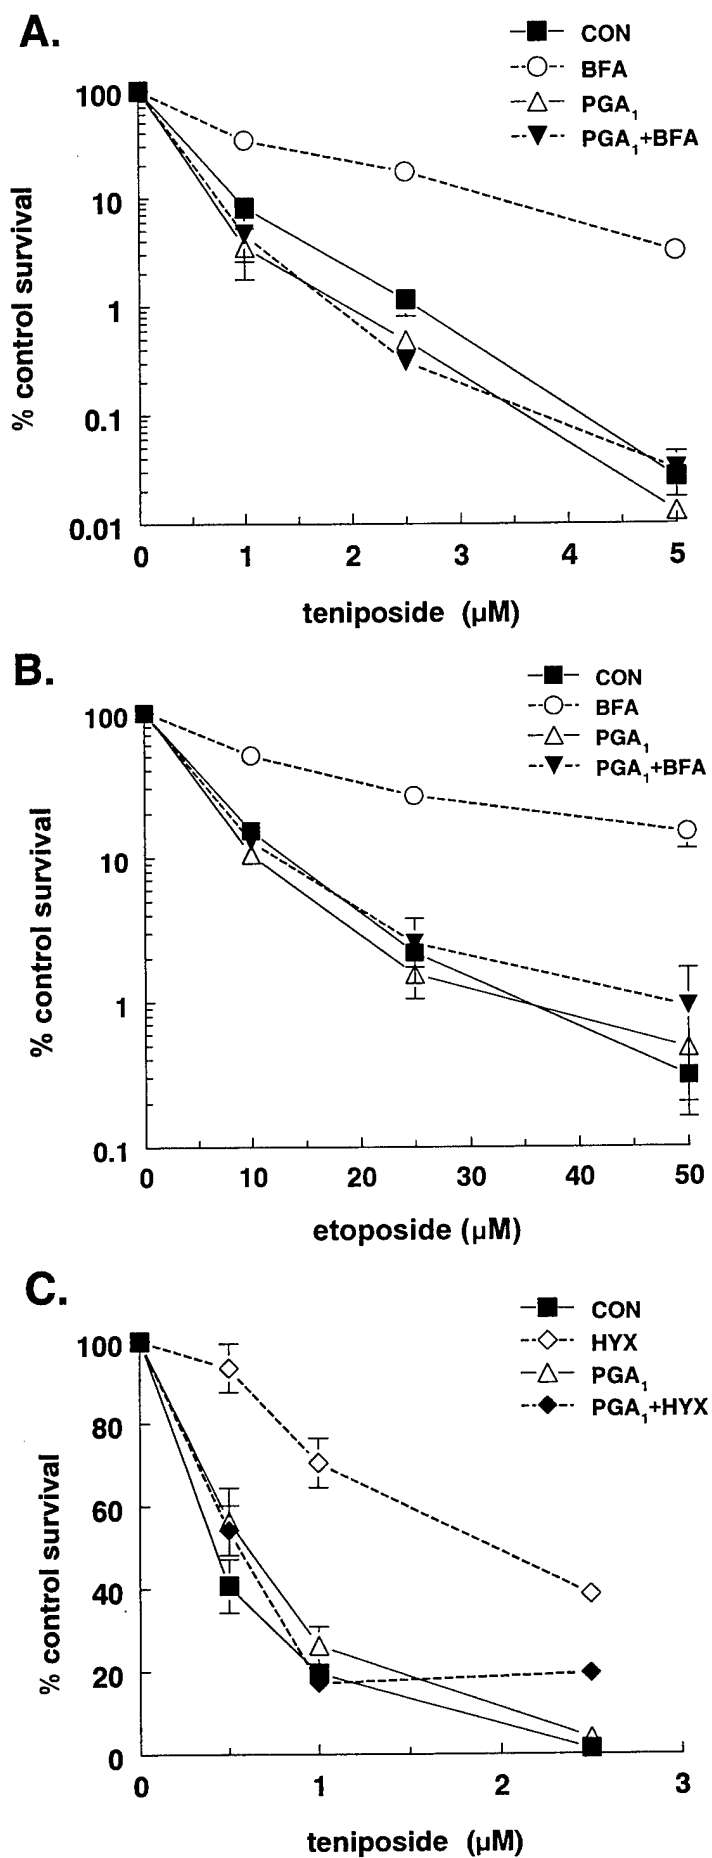 A.
CON
BFA
PGA1
PGA1+BFA
100
10
1
0.1
0.01
% control survival
0 1 2 3 4 5
teniposide (µM)
B.
CON
BFA
PGA1
PGA1+BFA
100
10
1
0.1
% control survival
0 10 20 30 40 50
etoposide (µM)
C.
CON
HYX
PGA1
PGA1+HYX
100
80
60
40
20
0
% control survival
0 1 2 3
teniposide (µM)